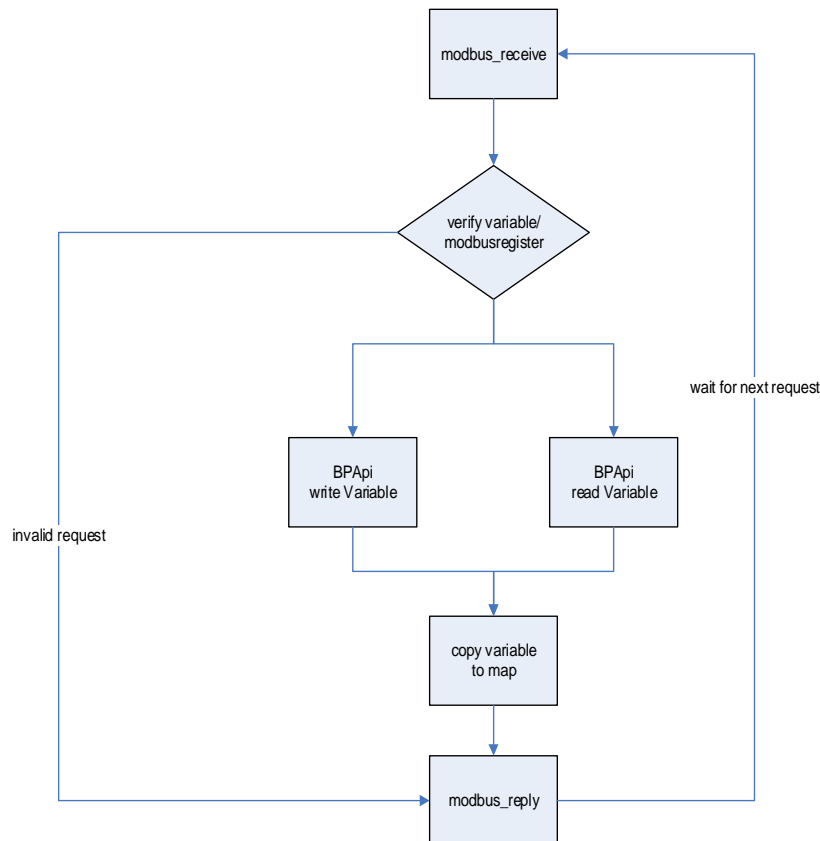 modbus_receive
verify variable/
modbusregister
wait for next request
BPApi
write Variable
BPApi
read Variable
invalid request
copy variable
to map
modbus_reply